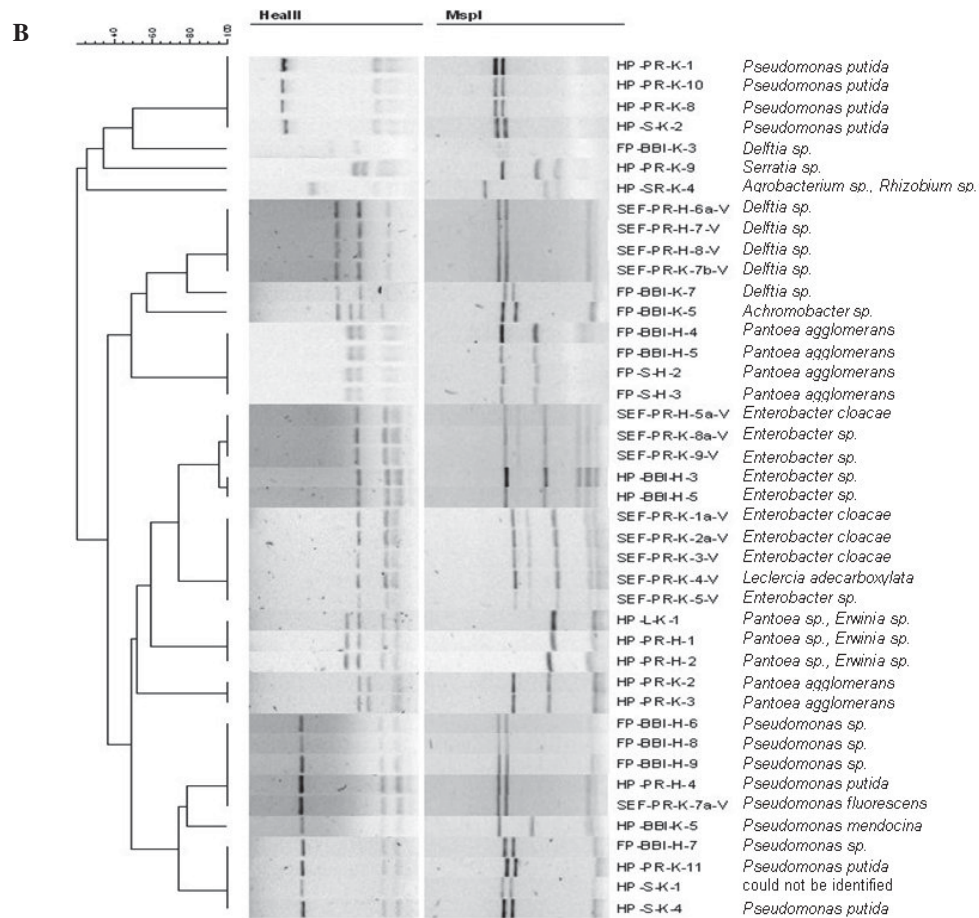 B
40 60 80 100
HeaIII MspI
HP-PR-K-1 Pseudomonas putida
HP-PR-K-10 Pseudomonas putida
HP-PR-K-8 Pseudomonas putida
HP-S-K-2 Pseudomonas putida
FP-BBI-K-3 Delftia sp.
HP-PR-K-9 Serratia sp.
HP-SR-K-4 Agrobacterium sp., Rhizobium sp.
SEF-PR-H-6a-V Delftia sp.
SEF-PR-H-7-V Delftia sp.
SEF-PR-H-8-V Delftia sp.
SEF-PR-K-7b-V Delftia sp.
FP-BBI-K-7 Delftia sp.
FP-BBI-K-5 Achromobacter sp.
FP-BBI-H-4 Pantoea agglomerans
FP-BBI-H-5 Pantoea agglomerans
FP-S-H-2 Pantoea agglomerans
FP-S-H-3 Pantoea agglomerans
SEF-PR-H-5a-V Enterobacter cloacae
SEF-PR-K-8a-V Enterobacter sp.
SEF-PR-K-9-V Enterobacter sp.
HP-BBI-H-3 Enterobacter sp.
HP-BBI-H-5 Enterobacter sp.
SEF-PR-K-1a-V Enterobacter cloacae
SEF-PR-K-2a-V Enterobacter cloacae
SEF-PR-K-3-V Enterobacter cloacae
SEF-PR-K-4-V Leclercia adecarboxylata
SEF-PR-K-5-V Enterobacter sp.
HP-L-K-1 Pantoea sp., Erwinia sp.
HP-PR-H-1 Pantoea sp., Erwinia sp.
HP-PR-H-2 Pantoea sp., Erwinia sp.
HP-PR-K-2 Pantoea agglomerans
HP-PR-K-3 Pantoea agglomerans
FP-BBI-H-6 Pseudomonas sp.
FP-BBI-H-8 Pseudomonas sp.
FP-BBI-H-9 Pseudomonas sp.
HP-PR-H-4 Pseudomonas putida
SEF-PR-K-7a-V Pseudomonas fluorescens
HP-BBI-K-5 Pseudomonas mendocina
FP-BBI-H-7 Pseudomonas sp.
HP-PR-K-11 Pseudomonas putida
HP-S-K-1 could not be identified
HP-S-K-4 Pseudomonas putida